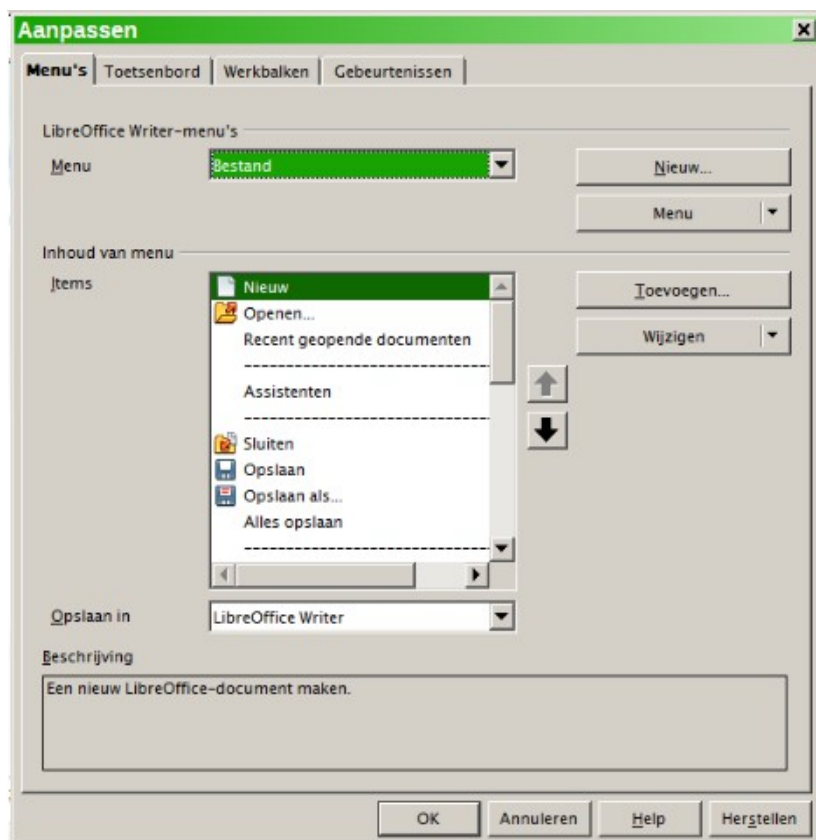 Aanpassen
Menu's Toetsenbord Werkbalken Gebeurtenissen
LibreOffice Writer-menu's
Menu Bestand Nieuw...
Menu
Inhoud van menu
Items Nieuw Toevoegen...
Openen...
Recent geopende documenten Wijzigen
Assistenten
Sluiten
Opslaan
Opslaan als...
Alles opslaan
Opslaan in LibreOffice Writer
Beschrijving
Een nieuw LibreOffice-document maken.
OK Annuleren Help Herstellen